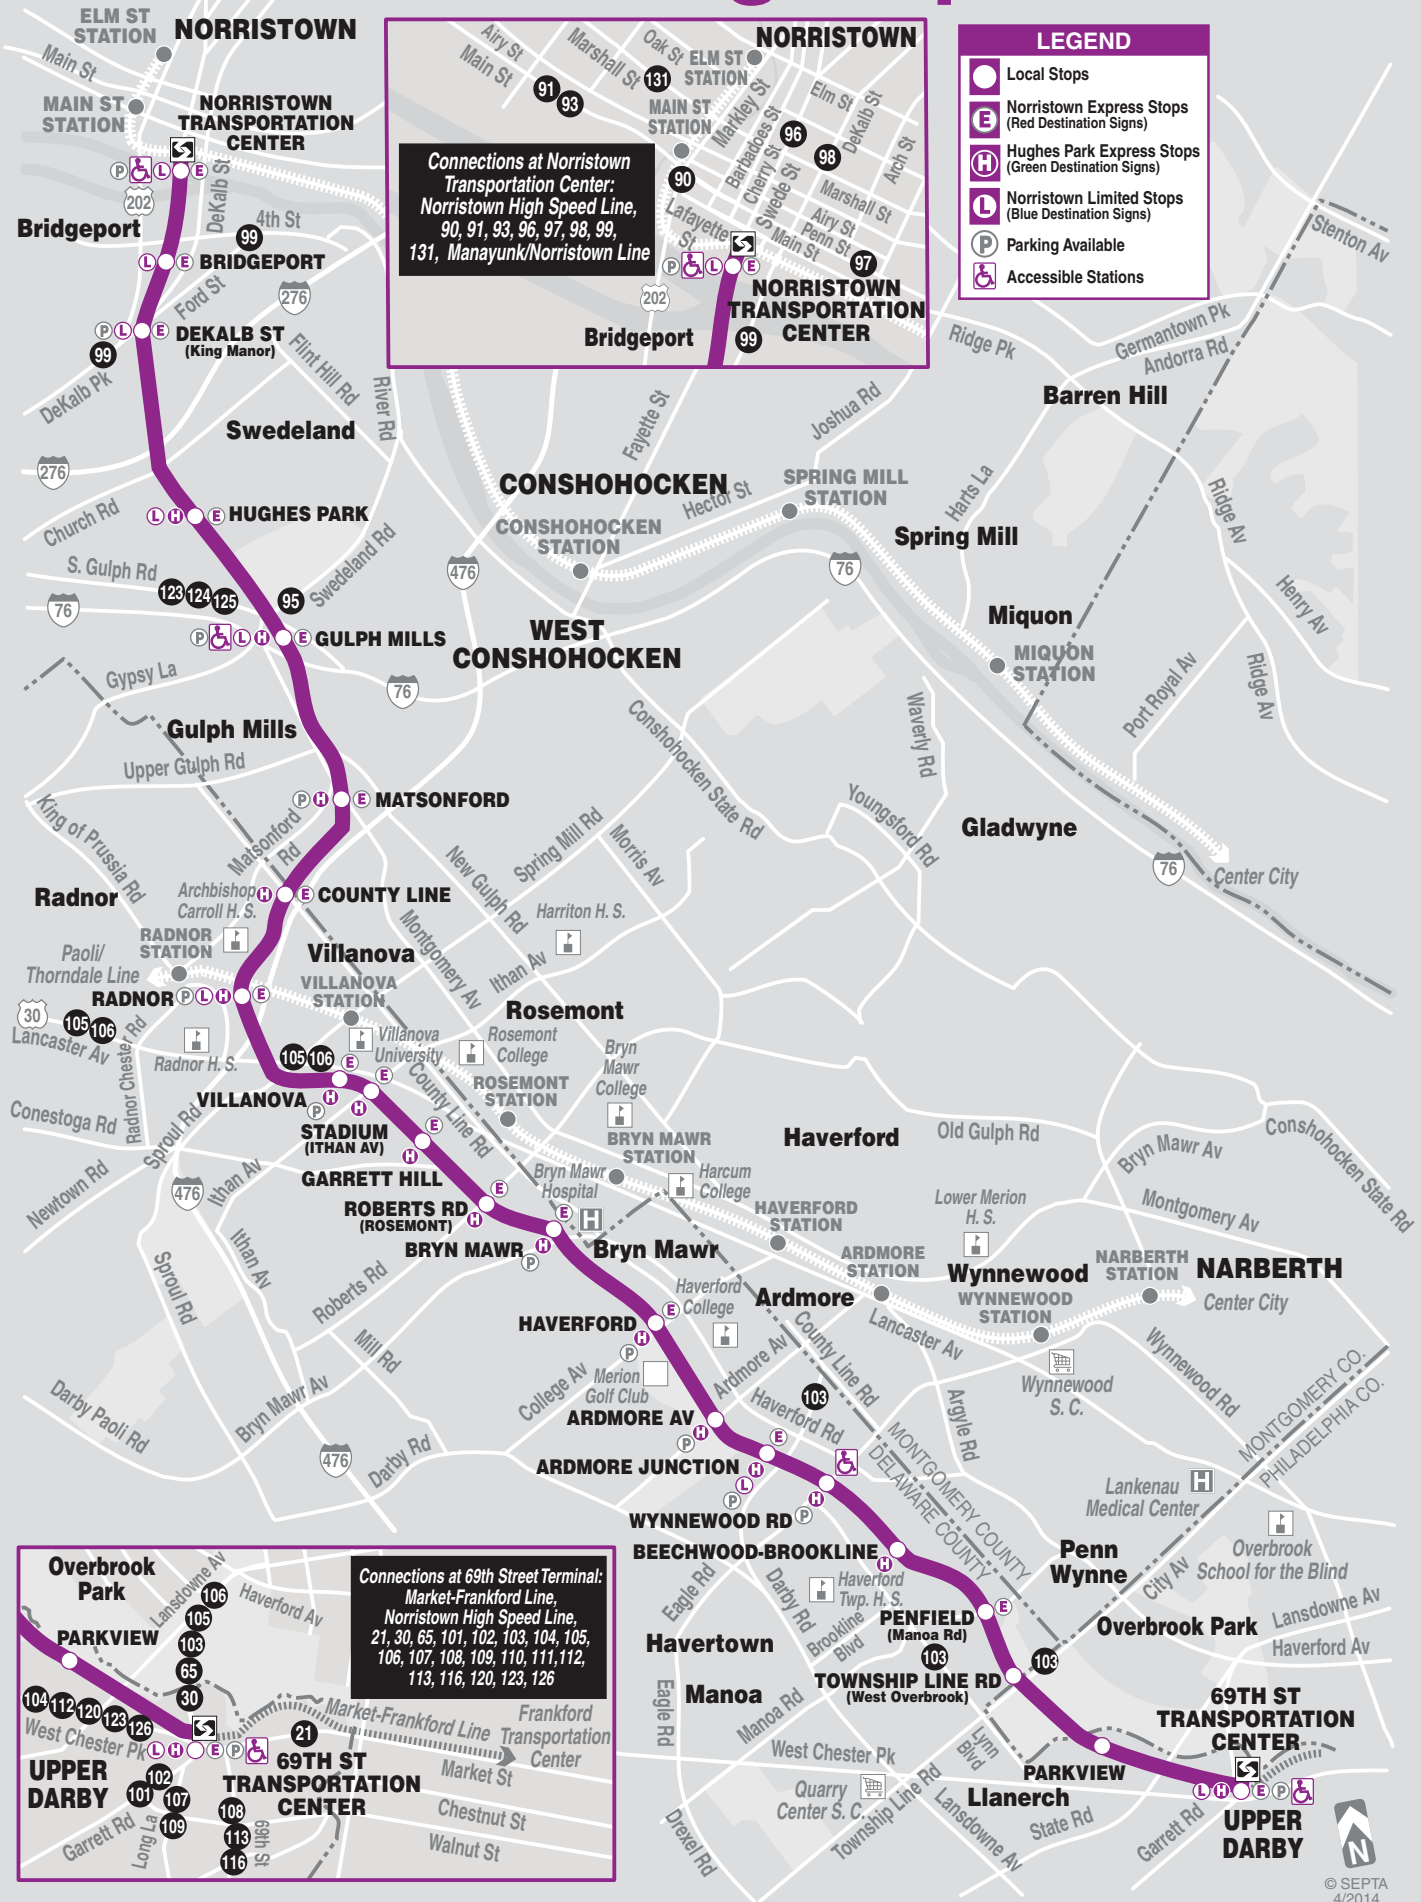 ELM ST
STATION
NORRISTOWN
Main St
MAIN ST
STATION
NORRISTOWN
TRANSPORTATION
CENTER
P
L
E
202
DeKalb St
Bridgeport
4th St
99
L
E
BRIDGEPORT
Ford St
276
P
L
E
DEKALB ST
(King Manor)
99
Flint Hill Rd
DeKalb Pk
River Rd
Swedeland
276
Church Rd
L
H
E
HUGHES PARK
S. Gulph Rd
Swedeland Rd
123
124
125
95
76
P
L
H
E
GULPH MILLS
Gypsy La
76
Gulph Mills
Upper Gulph Rd
P
H
E
MATSONFORD
King of Prussia Rd
Matsonford
Rd
Radnor
Archbishop
Carroll H. S.
H
E
COUNTY LINE
RADNOR
STATION
Paoli/
Thorndale Line
Villanova
VILLANOVA
STATION
RADNOR
P
L
H
E
30
105
106
Lancaster Av
Radnor Chester Rd
Radnor H. S.
105
106
Villanova
University
E
E
VILLANOVA
H
P
H
STADIUM
(ITHAN AV)
Conestoga Rd
Sproul Rd
E
H
GARRETT HILL
Newtown Rd
476
Ithan Av
ROBERTS RD
(ROSEMONT)
E
H
BRYN MAWR
E
H
P
Ithan Av
Sproul Rd
Roberts Rd
Mill Rd
Darby Paoli Rd
Bryn Mawr Av
476
Darby Rd
NORRISTOWN
Airy St
Main St
Marshall St
Oak St
ELM ST
STATION
91
93
131
MAIN ST
STATION
Markley St
Barbadoes St
Cherry St
Swede St
Elm St
DeKalb St
Arch St
96
98
90
Marshall St
Airy St
Penn St
Main St
Lafayette
St
97
Connections at Norristown
Transportation Center:
Norristown High Speed Line,
90, 91, 93, 96, 97, 98, 99,
131, Manayunk/Norristown Line
P
L
E
202
NORRISTOWN
TRANSPORTATION
CENTER
Bridgeport
99
LEGEND
Local Stops
E
Norristown Express Stops
(Red Destination Signs)
H
Hughes Park Express Stops
(Green Destination Signs)
L
Norristown Limited Stops
(Blue Destination Signs)
P
Parking Available
Accessible Stations
Stenton Av
Ridge Pk
Germantown Pk
Andorra Rd
Barren Hill
Joshua Rd
Fayette St
CONSHOHOCKEN
Hector St
SPRING MILL
STATION
CONSHOHOCKEN
STATION
Harts La
Spring Mill
Ridge Av
476
76
Henry Av
WEST
CONSHOHOCKEN
Miquon
MIQUON
STATION
Port Royal Av
Ridge Av
Conshohocken State Rd
Waverly Rd
Youngsford Rd
Gladwyne
76
Center City
Spring Mill Rd
Morris Av
New Gulph Rd
Harriton H. S.
Montgomery Av
Ithan Av
Rosemont
Rosemont
College
Bryn
Mawr
College
County Line Rd
ROSEMONT
STATION
BRYN MAWR
STATION
Haverford
Old Gulph Rd
Bryn Mawr Av
Conshohocken State Rd
Bryn Mawr
Hospital
H
Harcum
College
HAVERFORD
STATION
Lower Merion
H. S.
Montgomery Av
Bryn Mawr
ARDMORE
STATION
Wynnewood
NARBERTH
STATION
NARBERTH
Center City
Haverford
College
Ardmore
WYNNEWOOD
STATION
HAVERFORD
E
H
P
Lancaster Av
County Line Rd
Wynnewood
S. C.
Wynnewood Rd
College Av
Merion
Golf Club
Ardmore Av
Haverford Rd
103
Argyle Rd
MONTGOMERY CO.
PHILADELPHIA CO.
ARDMORE AV
H
P
E
ARDMORE JUNCTION
H
L
P
MONTGOMERY COUNTY
DELAWARE COUNTY
Lankenau
Medical Center
H
WYNNEWOOD RD
H
P
Overbrook
School for the Blind
BEECHWOOD-BROOKLINE
H
Penn
Wynne
City Av
Eagle Rd
Darby Rd
Haverford
Twp. H. S.
Brookline
Blvd
PENFIELD
(Manoa Rd)
E
103
103
Overbrook Park
Lansdowne Av
Haverford Av
Havertown
Eagle Rd
Manoa
TOWNSHIP LINE RD
(West Overbrook)
Manoa Rd
West Chester Pk
Lynn
Blvd
69TH ST
TRANSPORTATION
CENTER
PARKVIEW
Quarry
Center S. C.
Township Line Rd
Llanerch
Lansdowne Av
State Rd
Garrett Rd
L
H
E
P
UPPER
DARBY
Drexel Rd
N
© SEPTA
4/2014
Overbrook
Park
Lansdowne Av
Haverford Av
106
105
103
65
30
PARKVIEW
104
112
120
123
126
West Chester Pk
L
H
E
P
UPPER
DARBY
21
69TH ST
TRANSPORTATION
CENTER
102
101
107
109
108
113
116
Garrett Rd
Long La
69th St
Market-Frankford Line
Frankford
Transportation
Center
Market St
Chestnut St
Walnut St
Connections at 69th Street Terminal:
Market-Frankford Line,
Norristown High Speed Line,
21, 30, 65, 101, 102, 103, 104, 105,
106, 107, 108, 109, 110, 111,112,
113, 116, 120, 123, 126